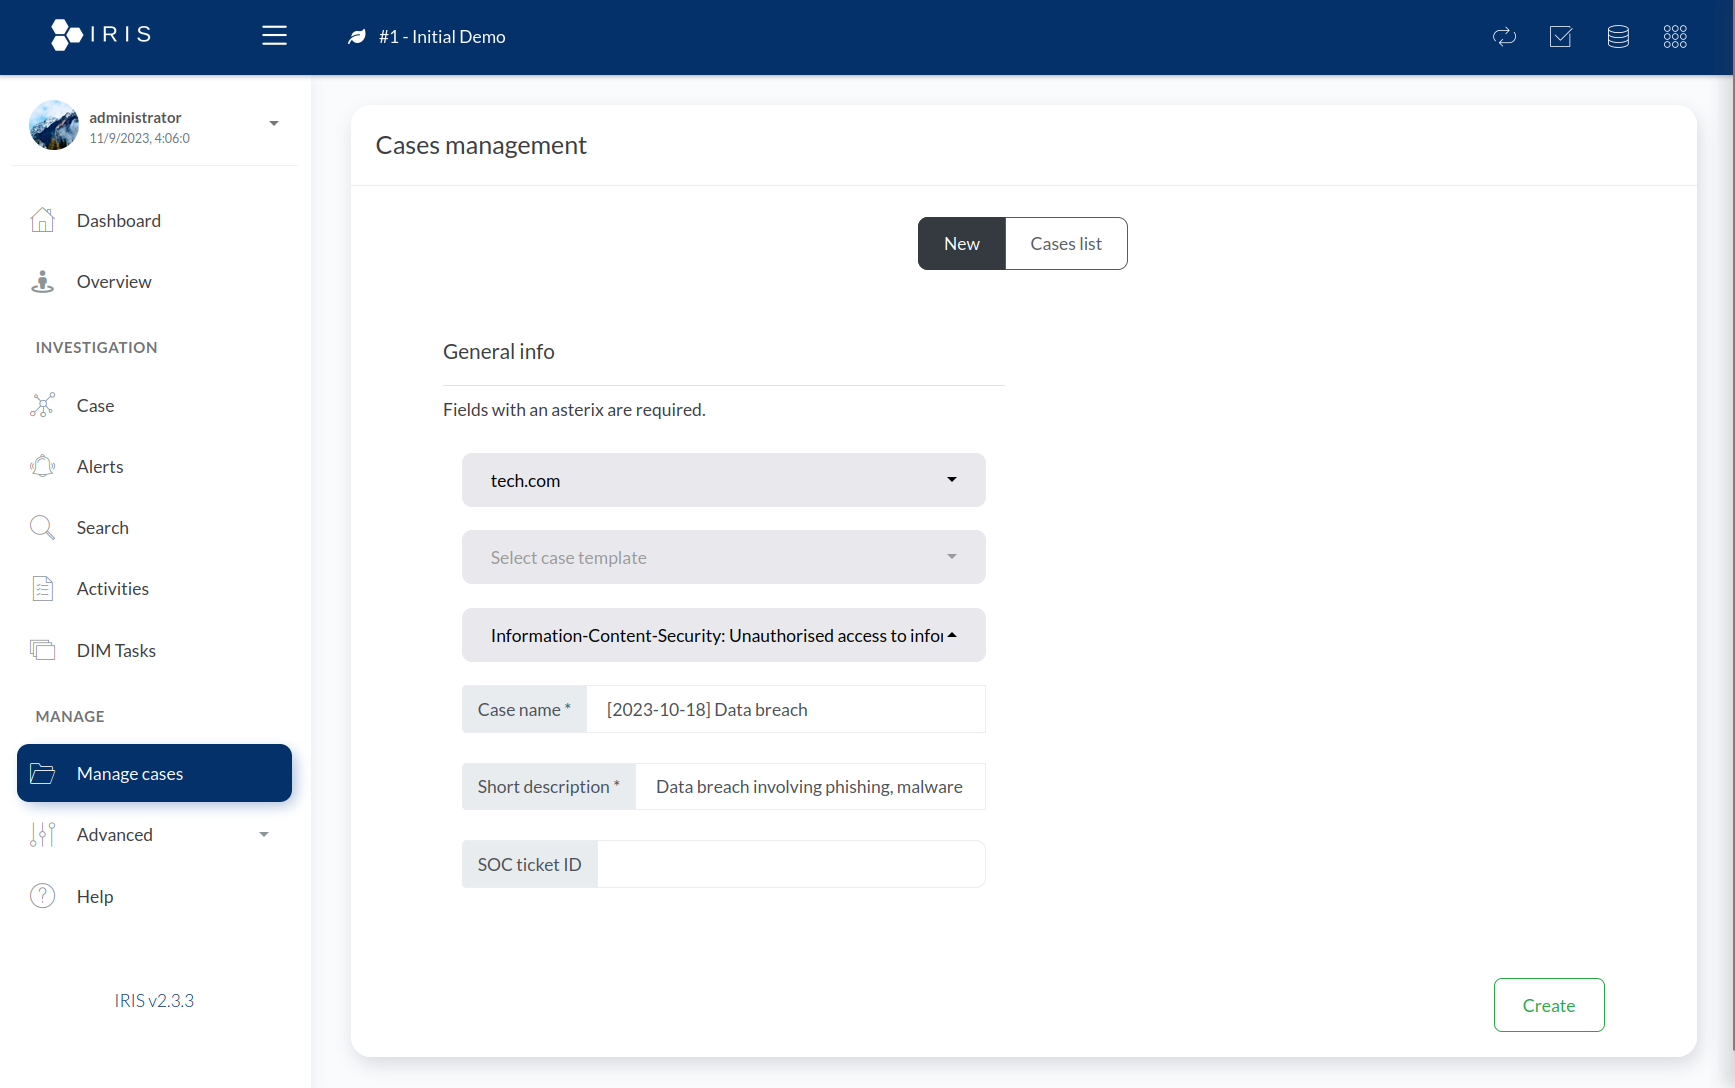 IRIS
#1 - Initial Demo
administrator
11/9/2023, 4:06:0
Dashboard
Overview
INVESTIGATION
Case
Alerts
Search
Activities
DIM Tasks
MANAGE
Manage cases
Advanced
Help
IRIS v2.3.3
Cases management
New
Cases list
General info
Fields with an asterix are required.
tech.com
Select case template
Information-Content-Security: Unauthorised access to infor
Case name *
[2023-10-18] Data breach
Short description *
Data breach involving phishing, malware
SOC ticket ID
Create